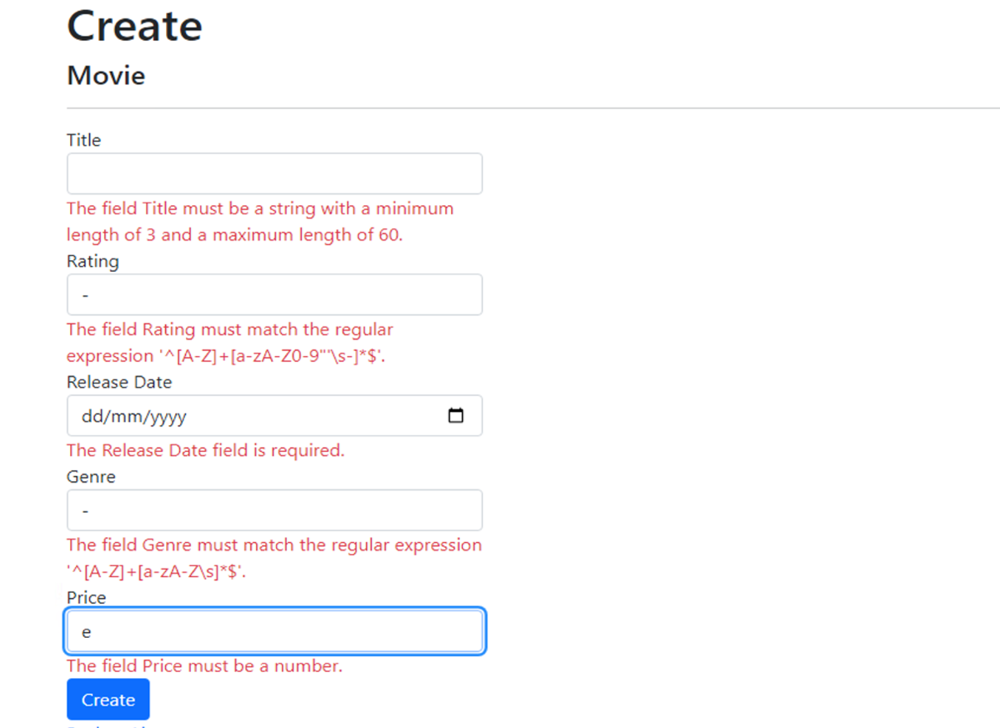 Create
Movie
Title
The field Title must be a string with a minimum
length of 3 and a maximum length of 60.
Rating
-
The field Rating must match the regular
expression '^[A-Z]+[a-zA-Z0-9"'\s-]*$'.
Release Date
dd/mm/yyyy
The Release Date field is required.
Genre
-
The field Genre must match the regular expression
'^[A-Z]+[a-zA-Z\s]*$'.
Price
e
The field Price must be a number.
Create